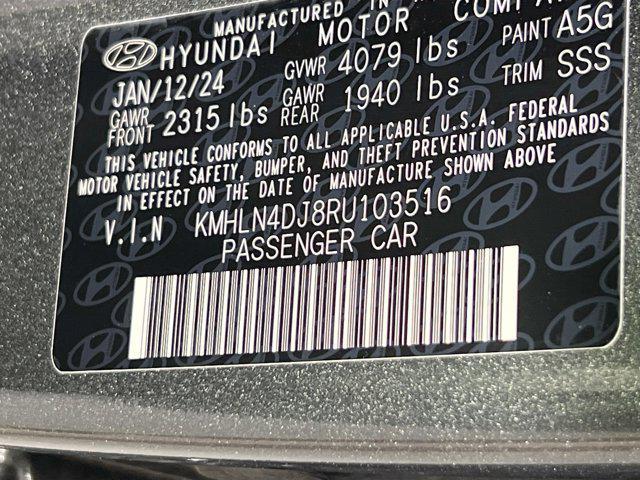 MANUFACTURED IN
HYUNDAI MOTOR
JAN/12/24 GVWR 4079 lbs PAINT A5G
GAWR FRONT 2315 lbs GAWR REAR 1940 lbs TRIM SSS
THIS VEHICLE CONFORMS TO ALL APPLICABLE U.S.A. FEDERAL
MOTOR VEHICLE SAFETY, BUMPER, AND THEFT PREVENTION STANDARDS
IN EFFECT ON THE DATE OF MANUFACTURE SHOWN ABOVE
V.I.N KMHLN4DJ8RU103516
PASSENGER CAR